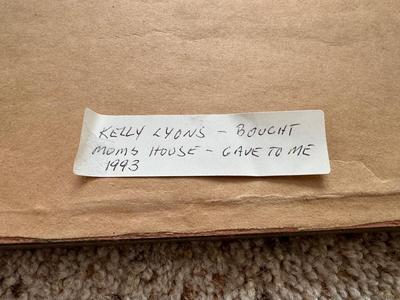 KELLY LYONS - BOUGHT
MOMS HOUSE - GAVE TO ME
1993